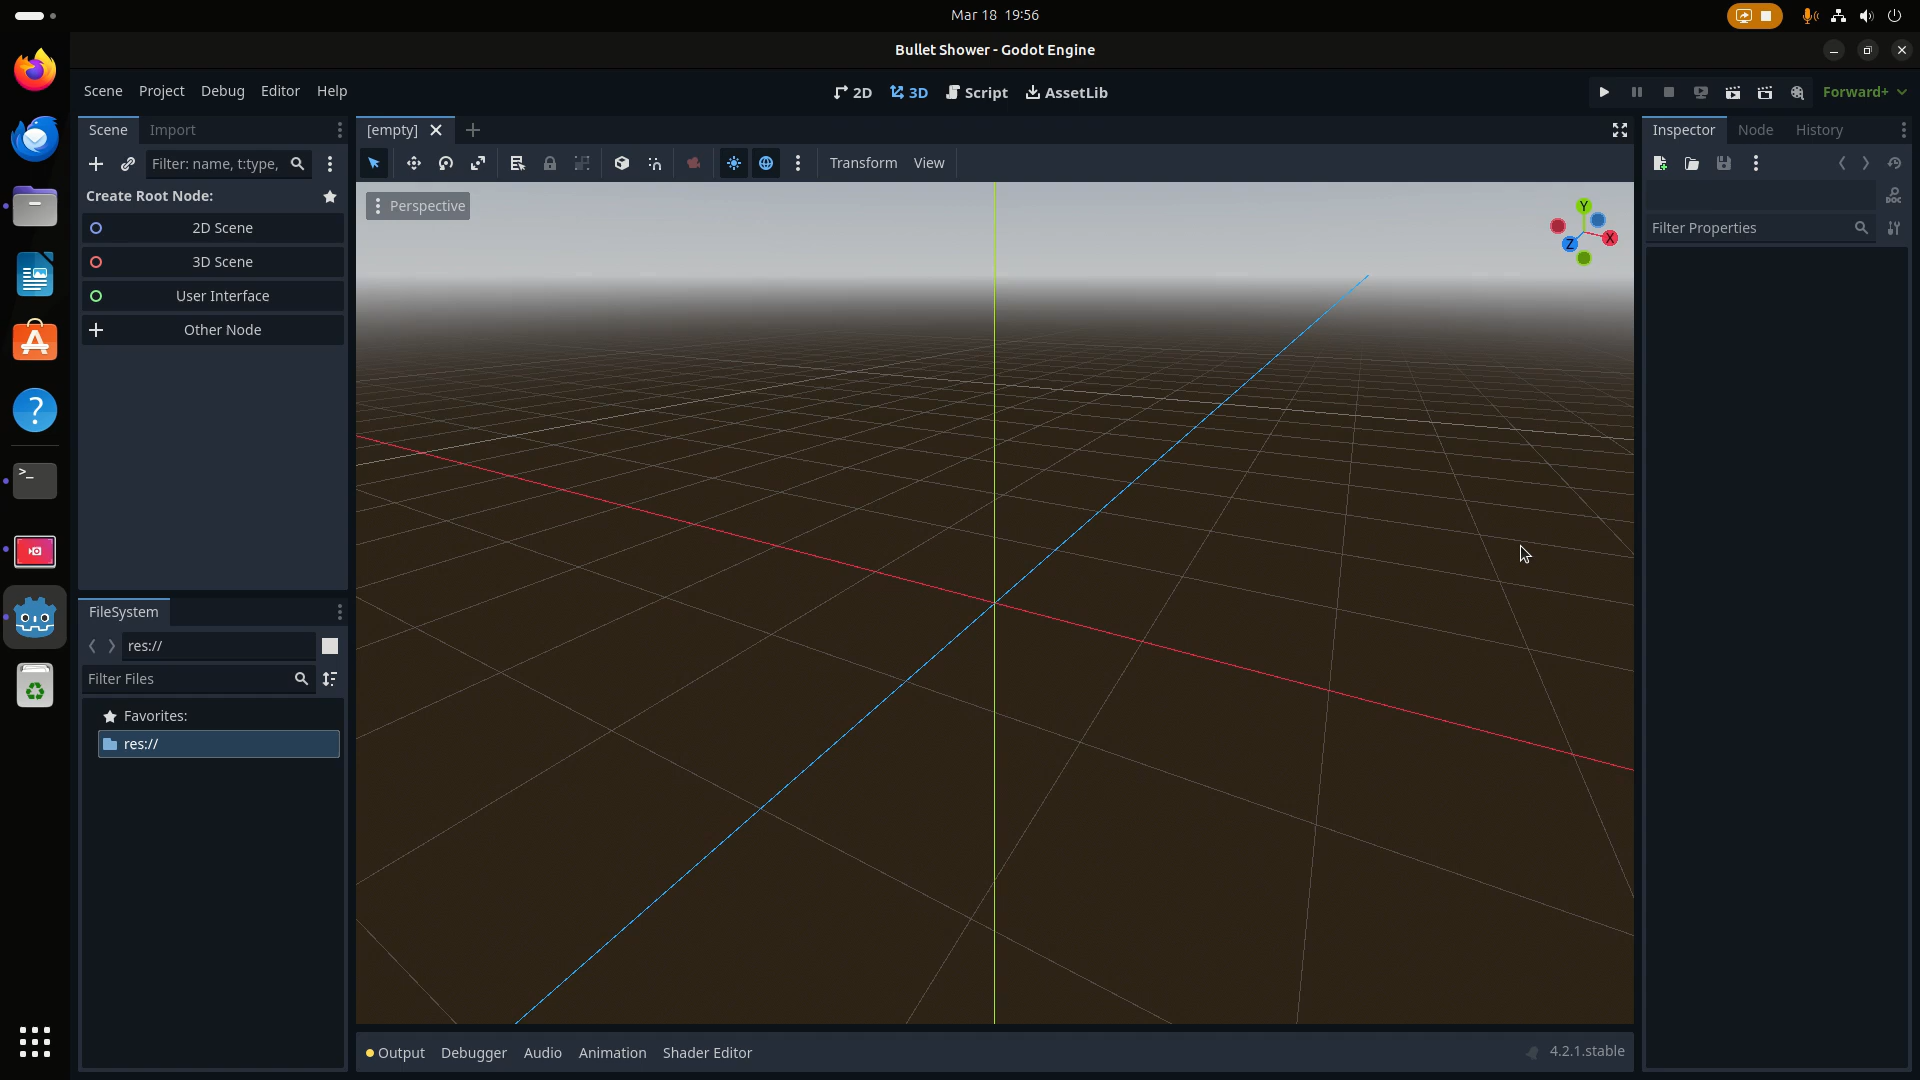 Mar 18 19:56
Bullet Shower - Godot Engine
Scene Project Debug Editor Help
2D 3D Script AssetLib
Forward+
Scene Import
Filter: name, t:type,
Create Root Node:
2D Scene
3D Scene
User Interface
Other Node
FileSystem
res://
Filter Files
Favorites:
res://
[empty]
Transform View
Perspective
Y
X
Z
Output Debugger Audio Animation Shader Editor
4.2.1.stable
Inspector Node History
DOC
Filter Properties